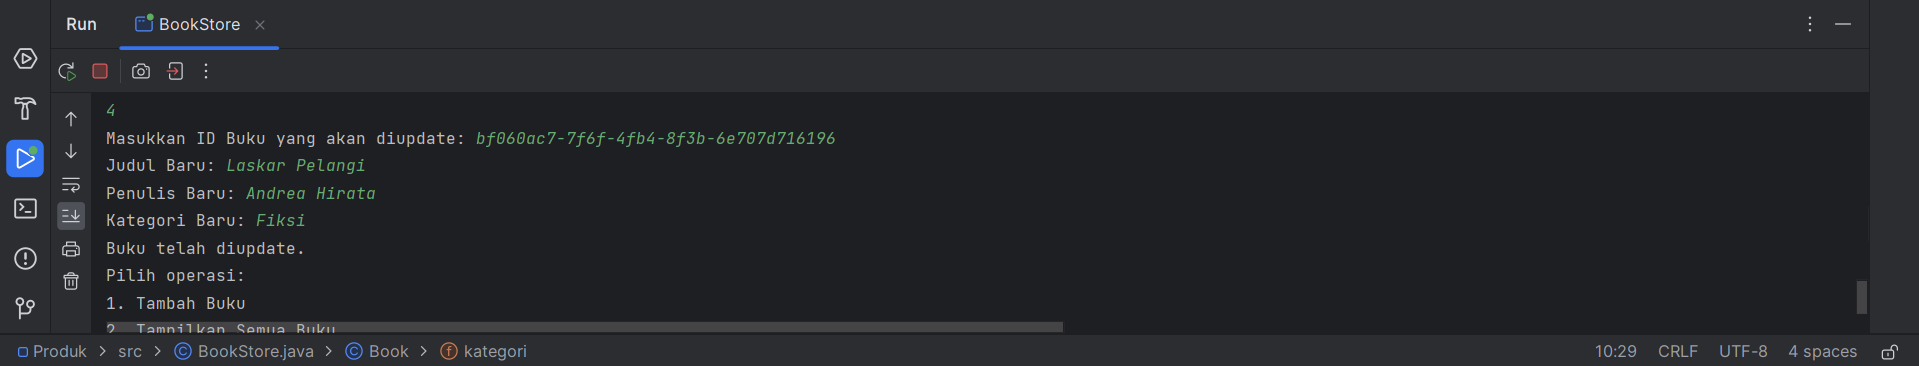 Run BookStore
4
Masukkan ID Buku yang akan diupdate: bf060ac7-7f6f-4fb4-8f3b-6e707d716196
Judul Baru: Laskar Pelangi
Penulis Baru: Andrea Hirata
Kategori Baru: Fiksi
Buku telah diupdate.
Pilih operasi:
1. Tambah Buku
2. Tampilkan Semua Buku
Produk > src > BookStore.java > Book > kategori 10:29 CRLF UTF-8 4 spaces